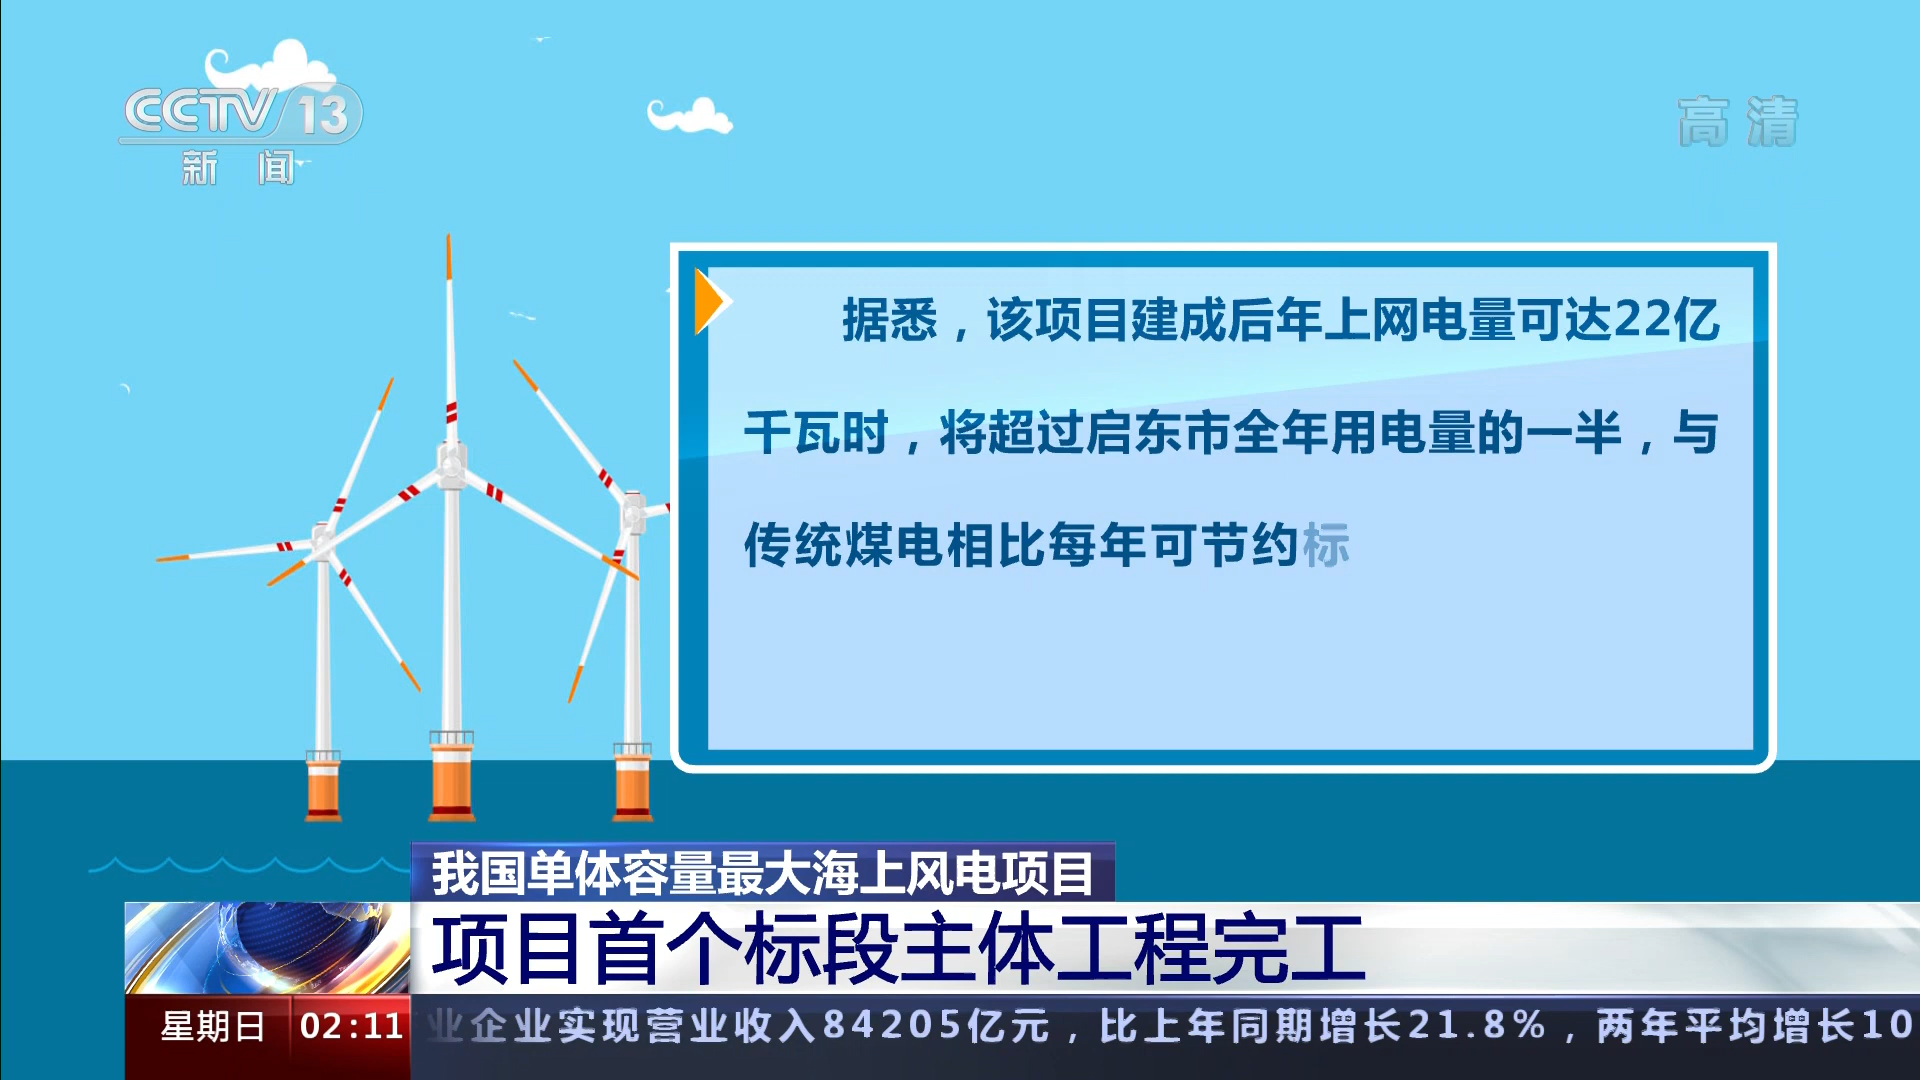 CCTV 13
新闻
高清
据悉，该项目建成后年上网电量可达22亿
千瓦时，将超过启东市全年用电量的一半，与
传统煤电相比每年可节约标
我国单体容量最大海上风电项目
项目首个标段主体工程完工
星期日 02:11 业企业实现营业收入84205亿元，比上年同期增长21.8%，两年平均增长10